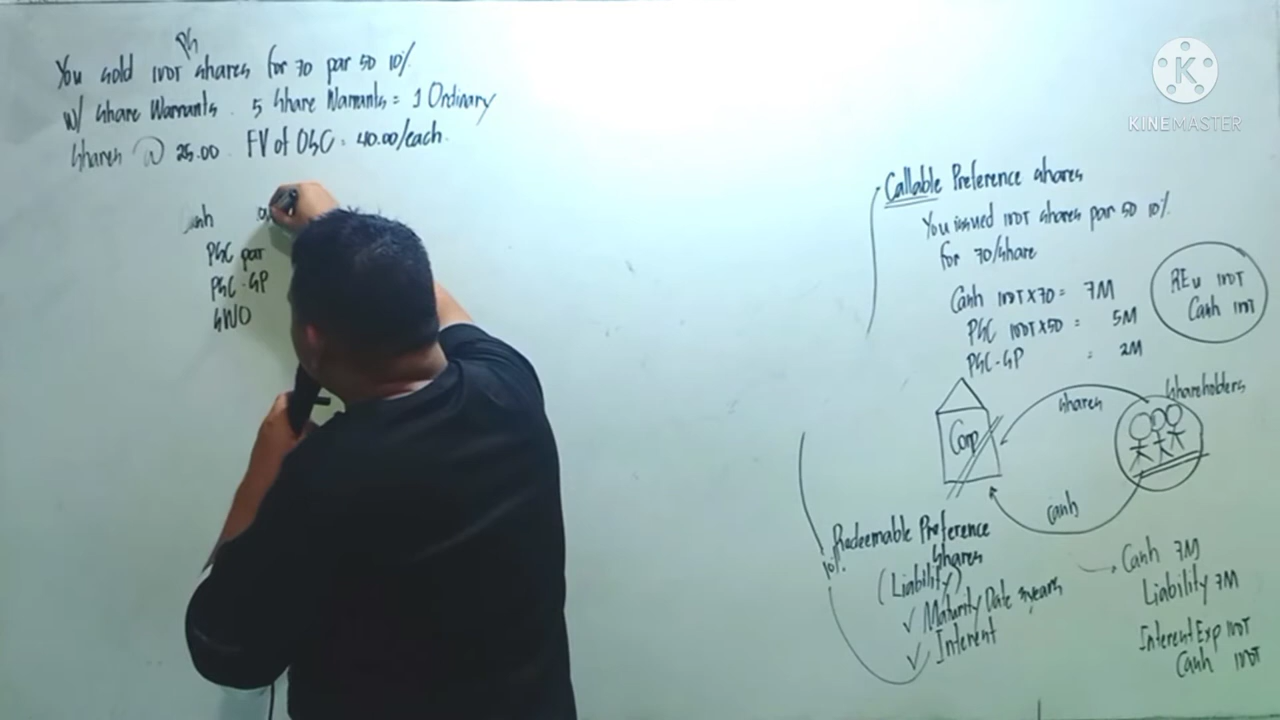 PS
You sold 100T shares for 70 par 50 10%
w/ share Warrants. 5 Share Warrants = 1 Ordinary
Shares @ 25.00. FV of OSC = 40.00/each.
Cash
PSC par
PSC-SP
SWO
K
KINEMASTER
Callable Preference shares
You issued 100T shares par 50 10%
for 70/share
Cash 100T x 70 = 7M
PSC 100T x 50 = 5M
PSC-SP = 2M
REu 100T
Cash 100T
shareholders
shares
Corp
cash
Redeemable Preference
Shares
10%
(Liability)
✓ Maturity Date 3years
✓ Interest
Cash 7M
Liability 7M
Interest Exp 100T
Cash 100T